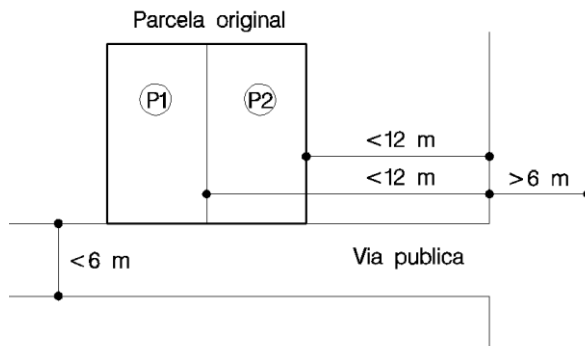 Parcela original
P1
P2
<12 m
<12 m
>6 m
<6 m
Via publica